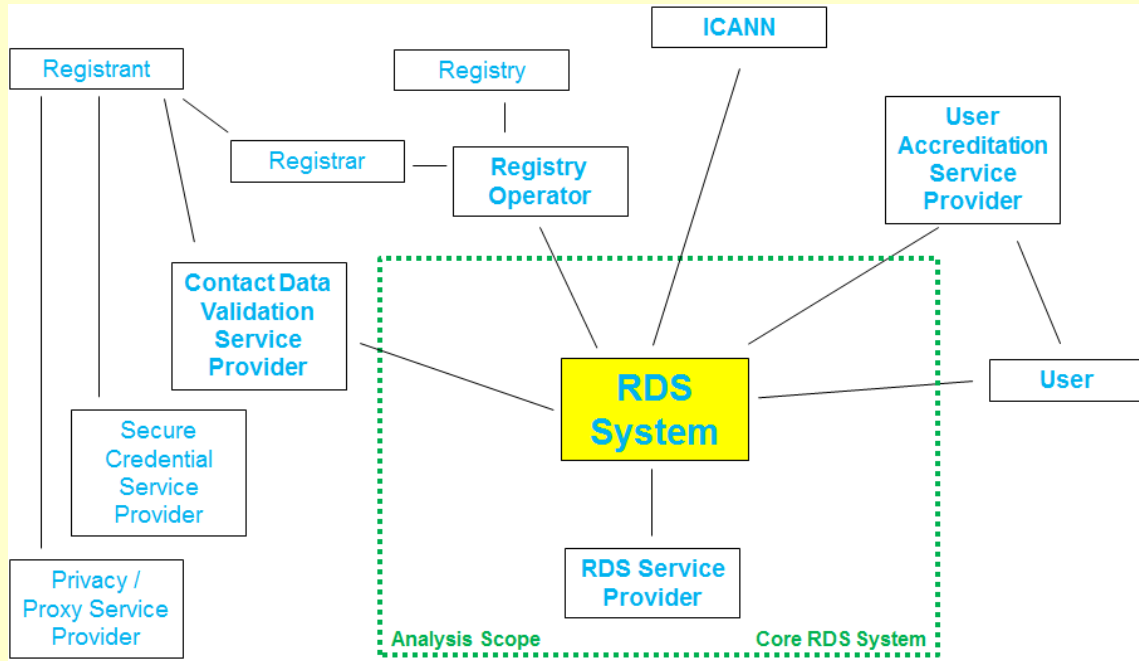 ICANN
Registrant
Registry
User
Accreditation
Service
Provider
Registrar
Registry
Operator
Contact Data
Validation
Service
Provider
RDS
System
User
Secure
Credential
Service
Provider
RDS Service
Provider
Privacy /
Proxy Service
Provider
Analysis Scope
Core RDS System